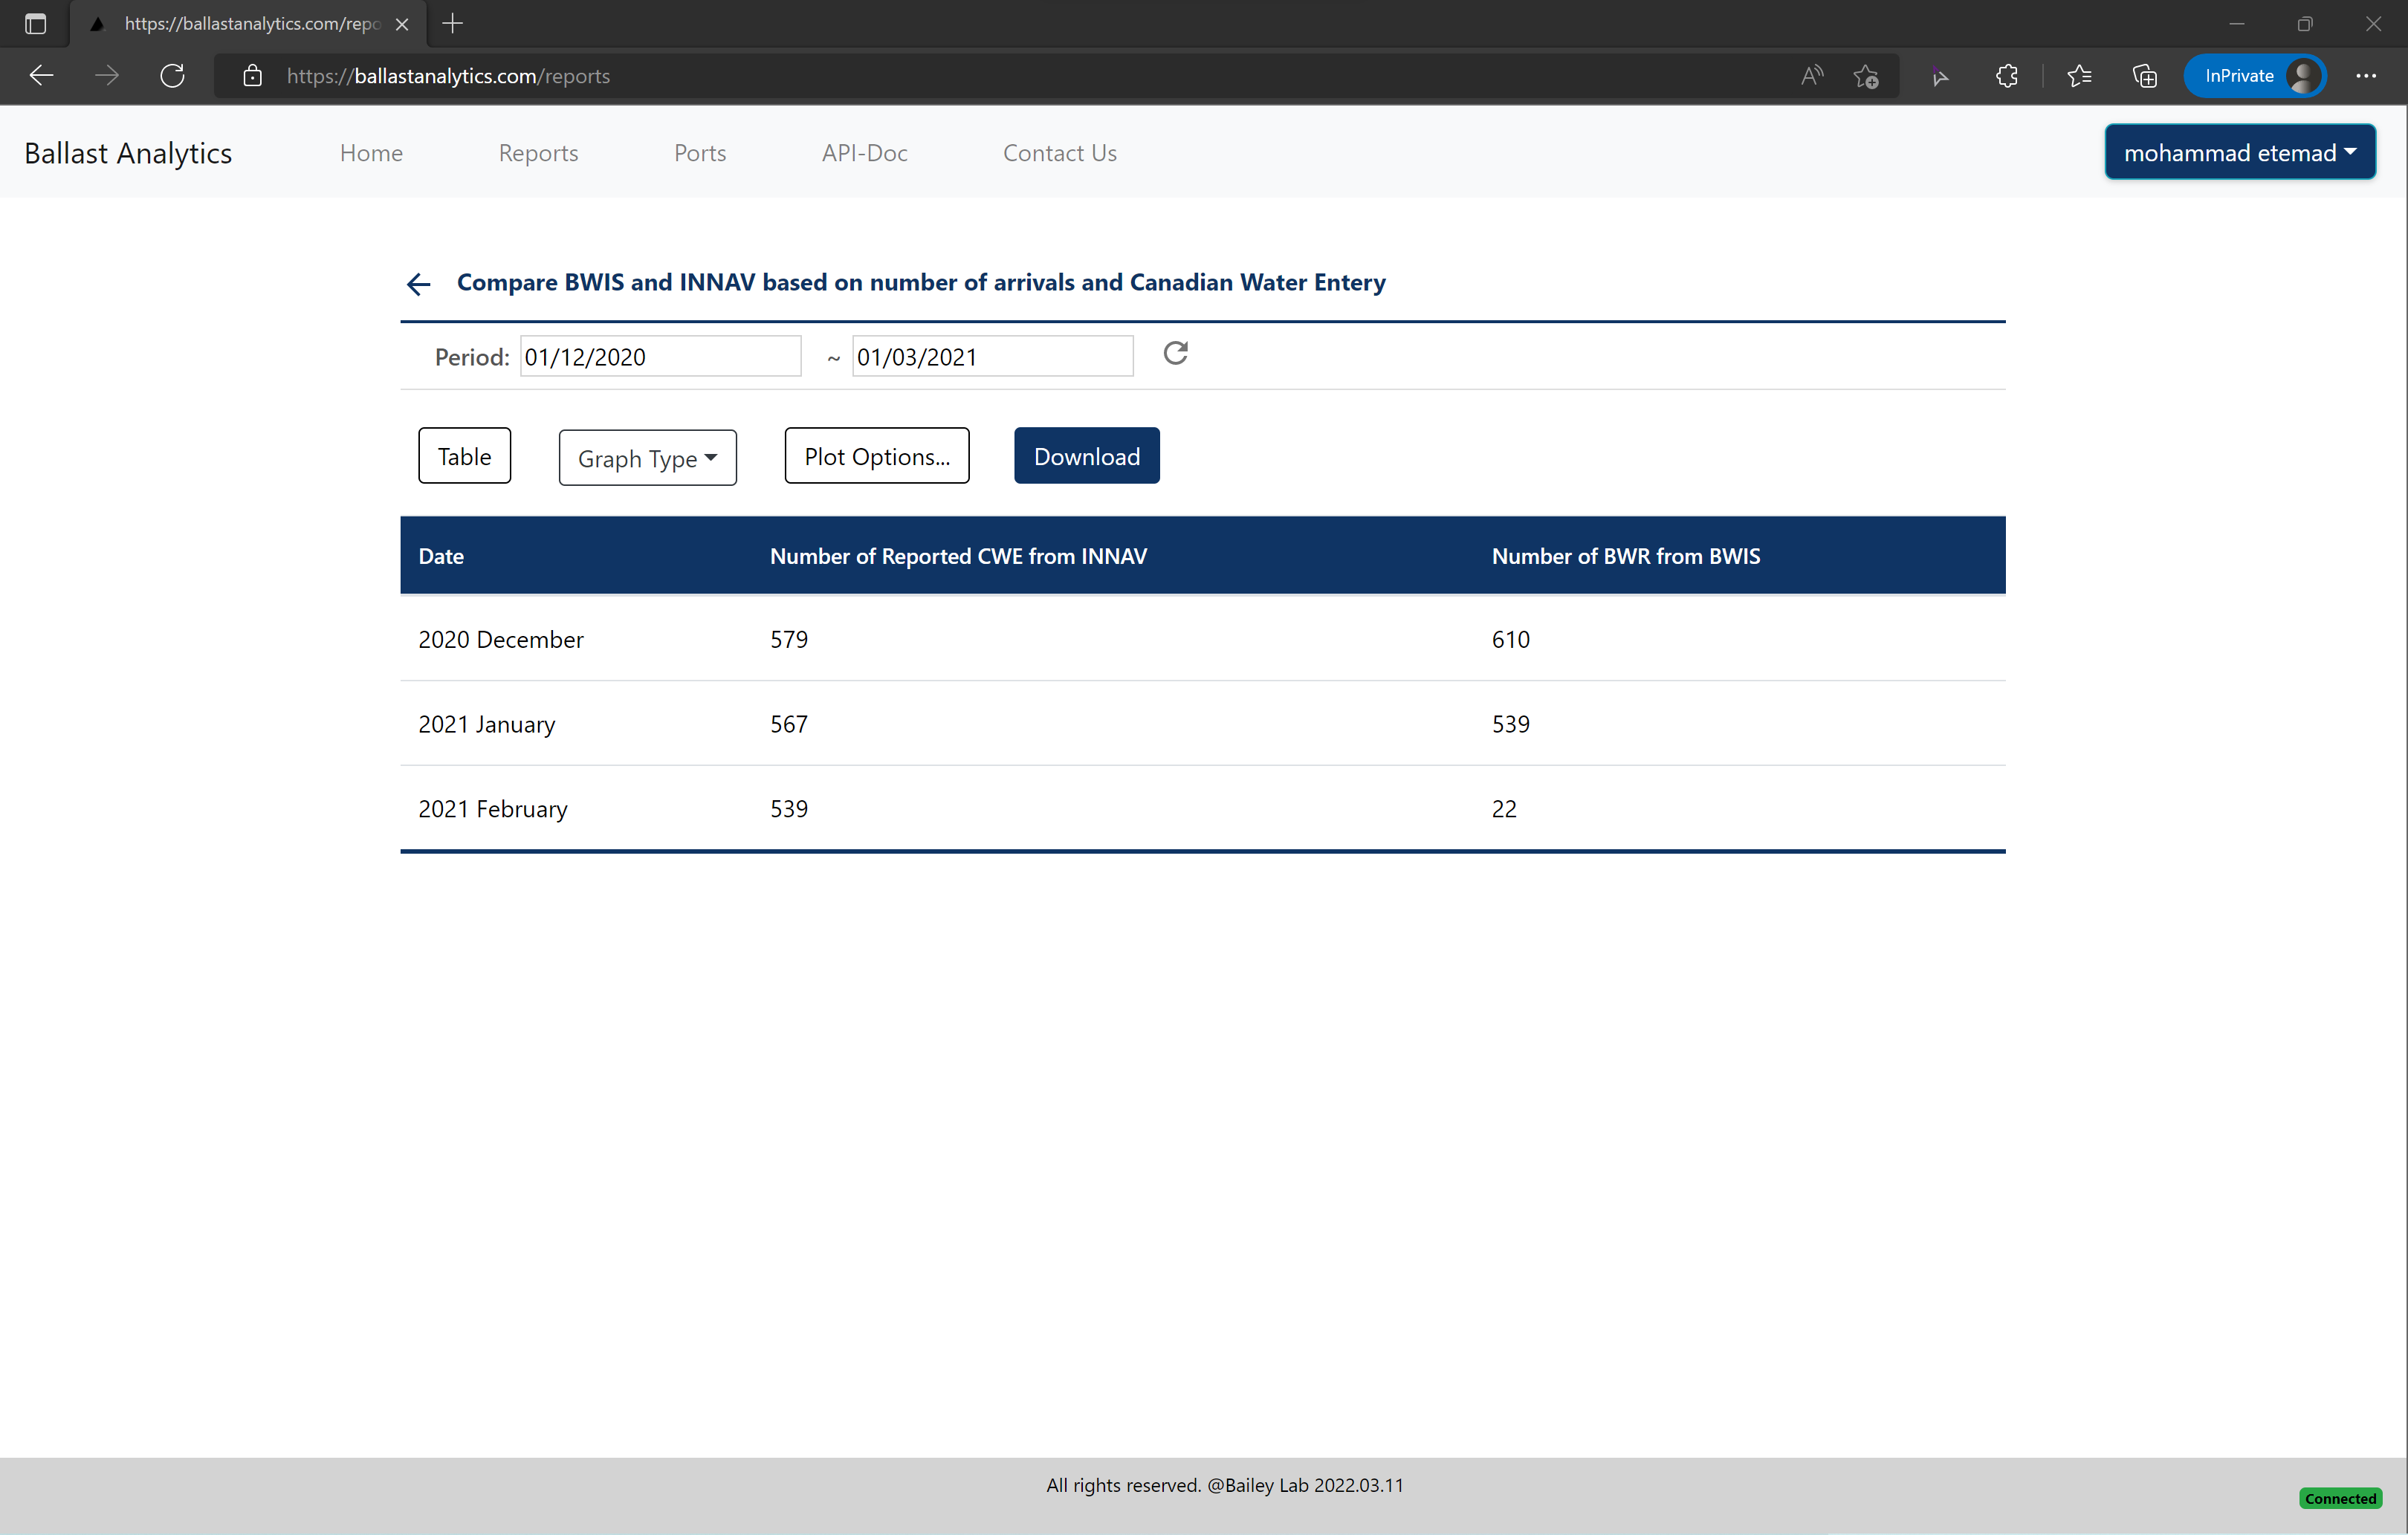 https://ballastanalytics.com/repo
https://ballastanalytics.com/reports
InPrivate
Ballast Analytics Home Reports Ports API-Doc Contact Us mohammad etemad
Compare BWIS and INNAV based on number of arrivals and Canadian Water Entery
Period: 01/12/2020 ~ 01/03/2021
Table Graph Type Plot Options... Download
Date Number of Reported CWE from INNAV Number of BWR from BWIS
2020 December 579 610
2021 January 567 539
2021 February 539 22
All rights reserved. @Bailey Lab 2022.03.11
Connected